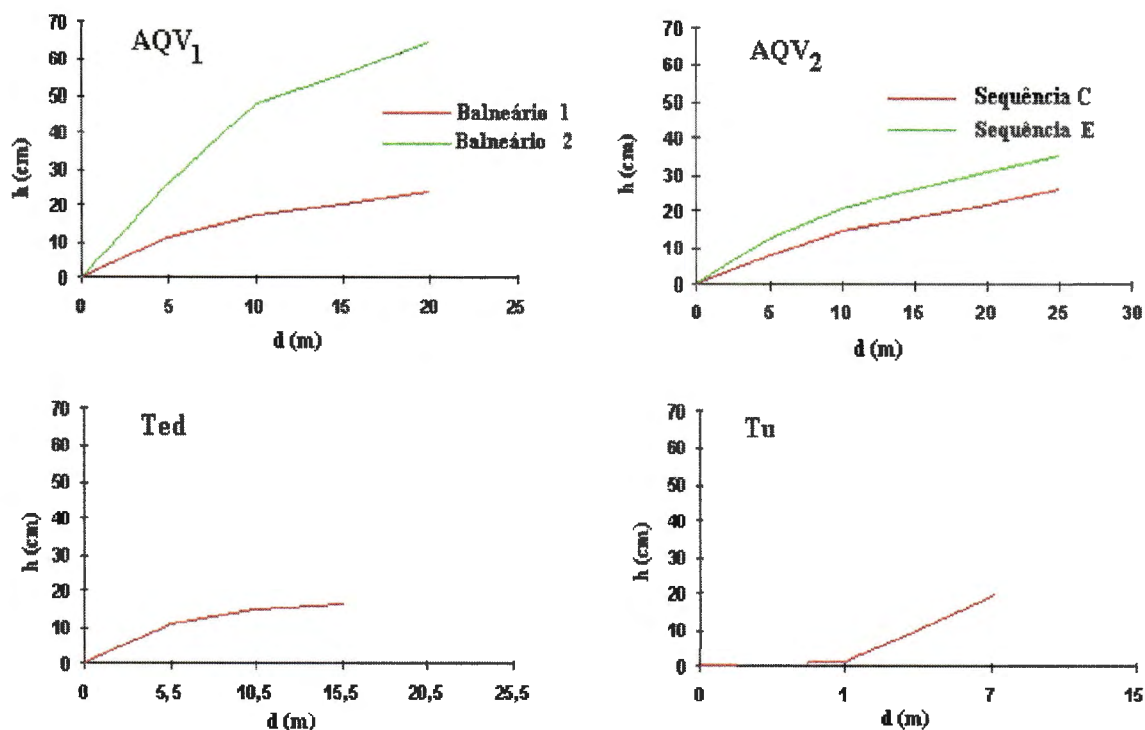 AQV1
70
60
50
40
30
20
10
0
h (cm)
0 5 10 15 20 25
d (m)
Balneário 1
Balneário 2
AQV2
70
60
50
40
30
20
10
0
h (cm)
0 5 10 15 20 25 30
d (m)
Sequência C
Sequência E
Ted
70
60
50
40
30
20
10
0
h (cm)
0 5,5 10,5 15,5 20,5 25,5
d (m)
Tu
70
60
50
40
30
20
10
0
h (cm)
0 1 7 15
d (m)